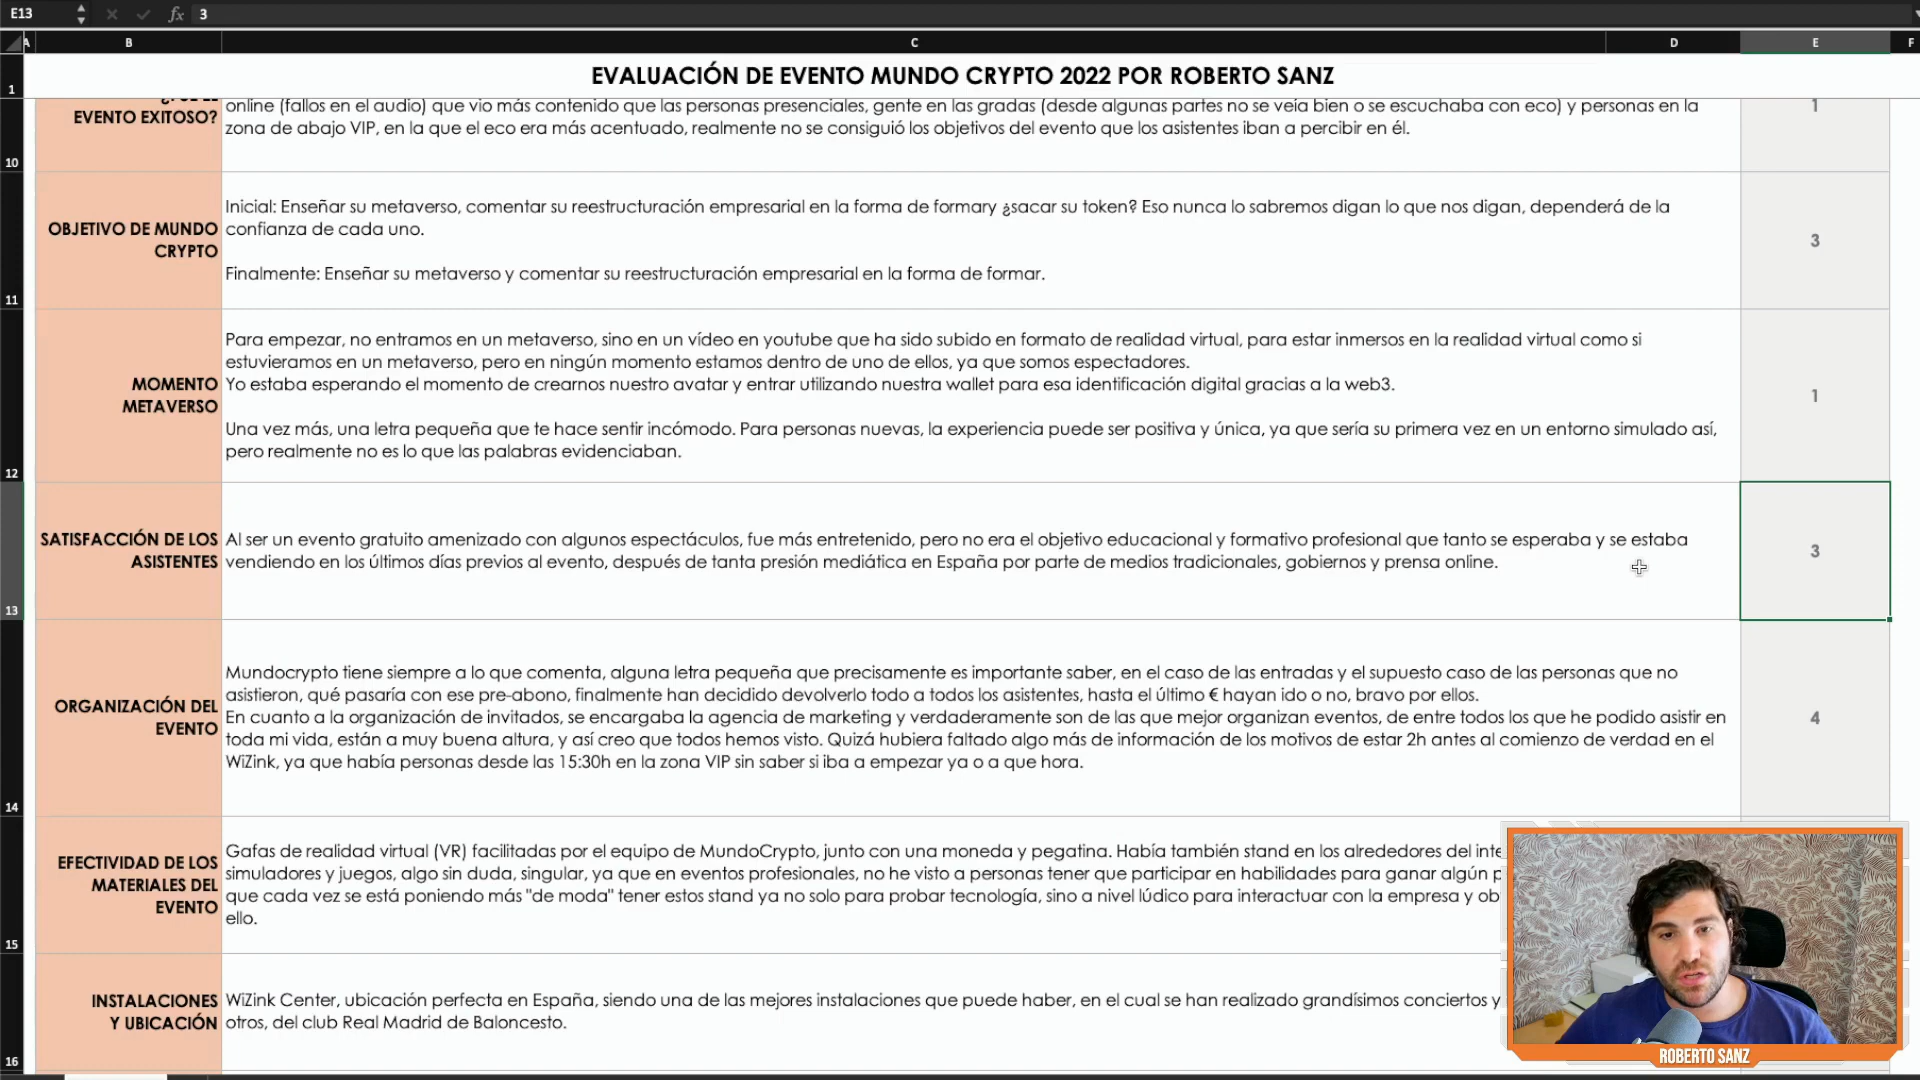 E13
fx 3
A B C D E F
1 EVALUACIÓN DE EVENTO MUNDO CRYPTO 2022 POR ROBERTO SANZ
EVENTO EXITOSO?
online (fallos en el audio) que vio más contenido que las personas presenciales, gente en las gradas (desde algunas partes no se veia bien o se escuchaba con eco) y personas en la
zona de abajo VIP, en la que el eco era más acentuado, realmente no se consiguió los objetivos del evento que los asistentes iban a percibir en él.
1
10
OBJETIVO DE MUNDO
CRYPTO
Inicial: Enseñar su metaverso, comentar su reestructuración empresarial en la forma de formary ¿sacar su token? Eso nunca lo sabremos digan lo que nos digan, dependerá de la
confianza de cada uno.
Finalmente: Enseñar su metaverso y comentar su reestructuración empresarial en la forma de formar.
3
11
MOMENTO
METAVERSO
Para empezar, no entramos en un metaverso, sino en un vídeo en youtube que ha sido subido en formato de realidad virtual, para estar inmersos en la realidad virtual como si
estuvieramos en un metaverso, pero en ningún momento estamos dentro de uno de ellos, ya que somos espectadores.
Yo estaba esperando el momento de crearnos nuestro avatar y entrar utilizando nuestra wallet para esa identificación digital gracias a la web3.
Una vez más, una letra pequeña que te hace sentir incómodo. Para personas nuevas, la experiencia puede ser positiva y única, ya que sería su primera vez en un entorno simulado así,
pero realmente no es lo que las palabras evidenciaban.
1
12
SATISFACCIÓN DE LOS
ASISTENTES
Al ser un evento gratuito amenizado con algunos espectáculos, fue más entretenido, pero no era el objetivo educacional y formativo profesional que tanto se esperaba y se estaba
vendiendo en los últimos días previos al evento, después de tanta presión mediática en España por parte de medios tradicionales, gobiernos y prensa online.
3
13
ORGANIZACIÓN DEL
EVENTO
Mundocrypto tiene siempre a lo que comenta, alguna letra pequeña que precisamente es importante saber, en el caso de las entradas y el supuesto caso de las personas que no
asistieron, qué pasaría con ese pre-abono, finalmente han decidido devolverlo todo a todos los asistentes, hasta el último € hayan ido o no, bravo por ellos.
En cuanto a la organización de invitados, se encargaba la agencia de marketing y verdaderamente son de las que mejor organizan eventos, de entre todos los que he podido asistir en
toda mi vida, están a muy buena altura, y así creo que todos hemos visto. Quizá hubiera faltado algo más de información de los motivos de estar 2h antes al comienzo de verdad en el
WiZink, ya que había personas desde las 15:30h en la zona VIP sin saber si iba a empezar ya o a que hora.
4
14
EFECTIVIDAD DE LOS
MATERIALES DEL
EVENTO
Gafas de realidad virtual (VR) facilitadas por el equipo de MundoCrypto, junto con una moneda y pegatina. Había también stand en los alrededores del inte
simuladores y juegos, algo sin duda, singular, ya que en eventos profesionales, no he visto a personas tener que participar en habilidades para ganar algún p
que cada vez se está poniendo más "de moda" tener estos stand ya no solo para probar tecnología, sino a nivel lúdico para interactuar con la empresa y ob
ello.
15
INSTALACIONES
Y UBICACIÓN
WiZink Center, ubicación perfecta en España, siendo una de las mejores instalaciones que puede haber, en el cual se han realizado grandísimos conciertos y
otros, del club Real Madrid de Baloncesto.
16
ROBERTO SANZ